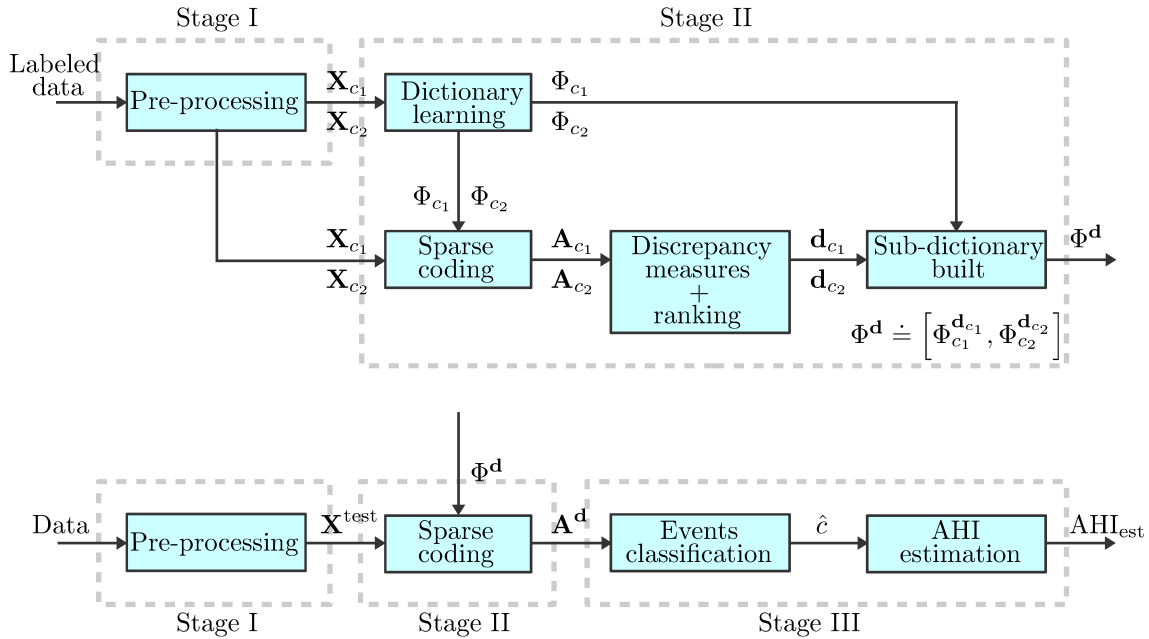 Stage I
Stage II
Labeled
data
Pre-processing
𝐗_{c_1}
𝐗_{c_2}
Dictionary
learning
Φ_{c_1}
Φ_{c_2}
Φ_{c_1} Φ_{c_2}
𝐗_{c_1}
𝐗_{c_2}
Sparse
coding
𝐀_{c_1}
𝐀_{c_2}
Discrepancy
measures
+
ranking
𝐝_{c_1}
𝐝_{c_2}
Sub-dictionary
built
Φ^𝐝
Φ^𝐝 ≐ [Φ_{c_1}^{𝐝_{c_1}}, Φ_{c_2}^{𝐝_{c_2}}]
Φ^𝐝
Data
Pre-processing
𝐗^{test}
Sparse
coding
𝐀^𝐝
Events
classification
ĉ
AHI
estimation
AHI_{est}
Stage I
Stage II
Stage III